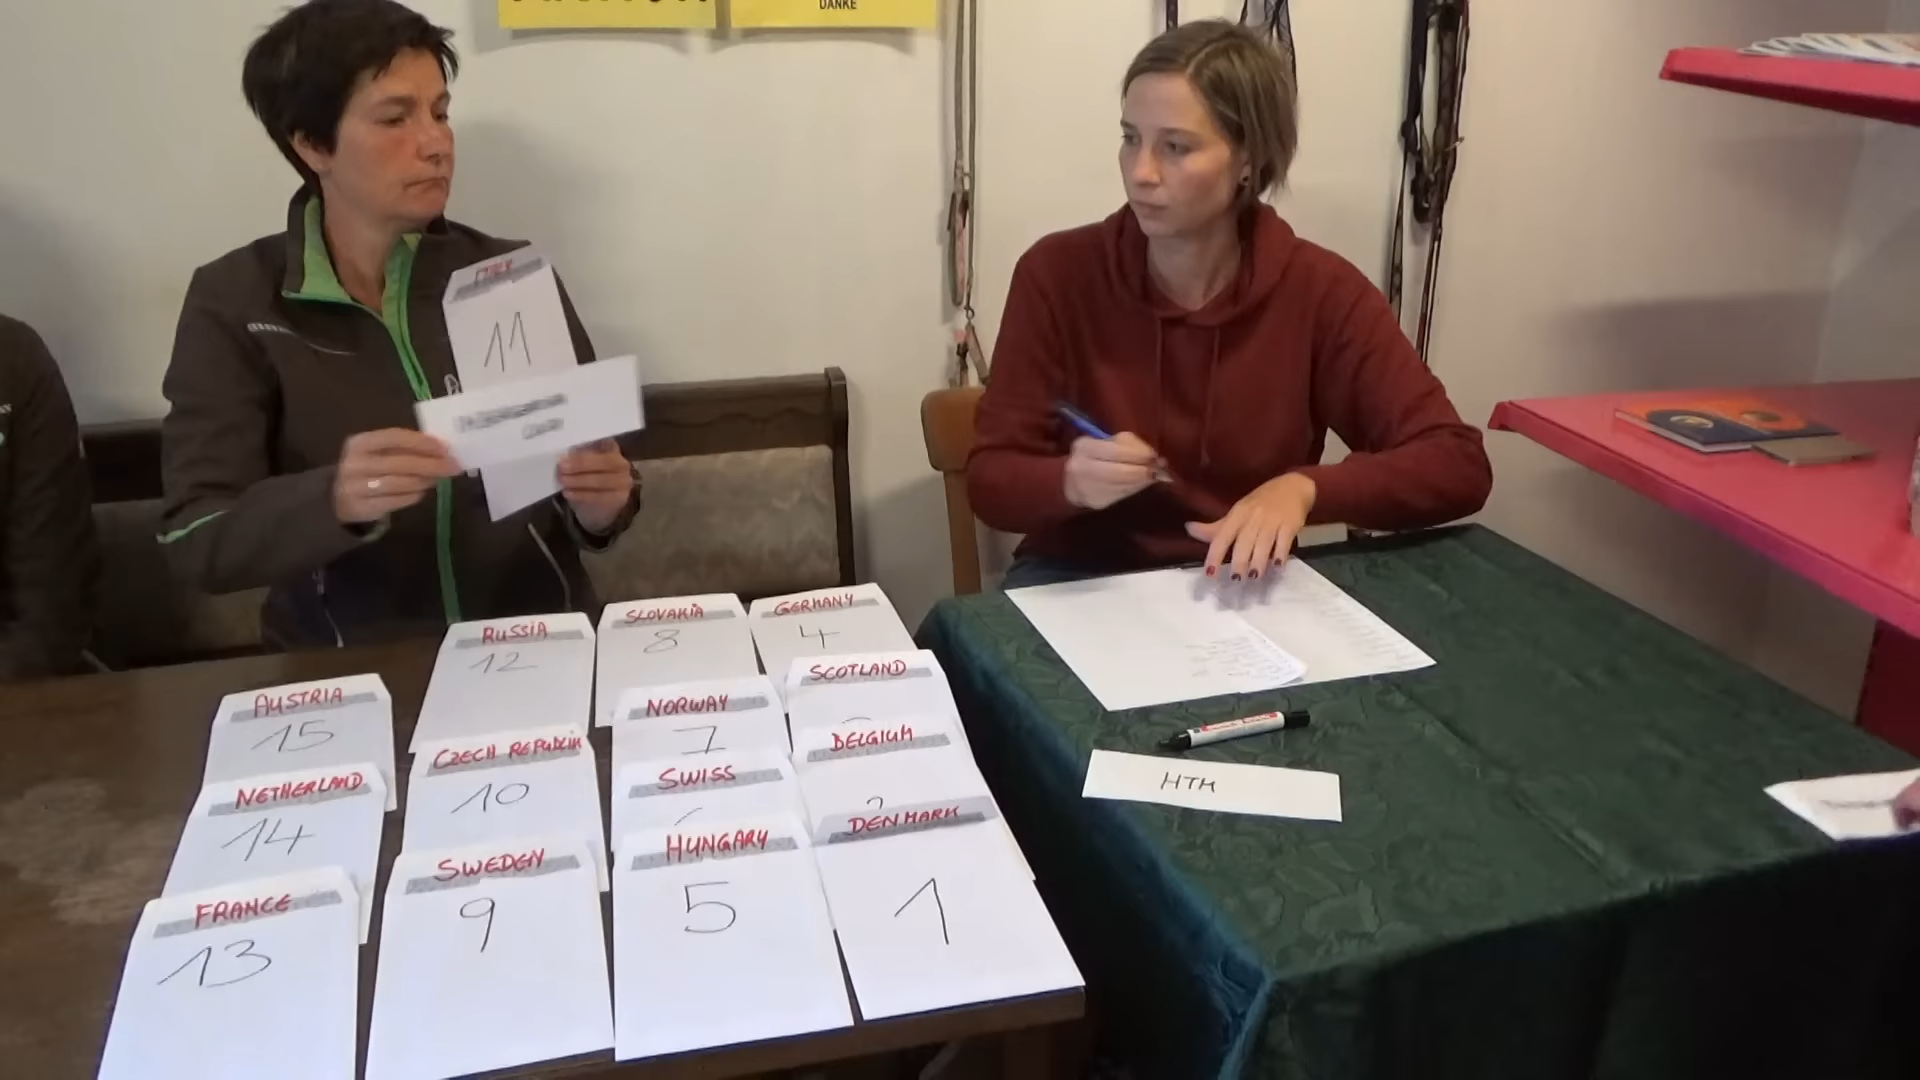 DANKE
11
RUSSIA
12
SLOVAKIA
8
GERMANY
4
AUSTRIA
15
NORWAY
7
SCOTLAND
CZECH REPUBLIK
10
SWISS
BELGIUM
NETHERLAND
14
HUNGARY
5
DENMARK
1
FRANCE
13
SWEDEN
9
HTM